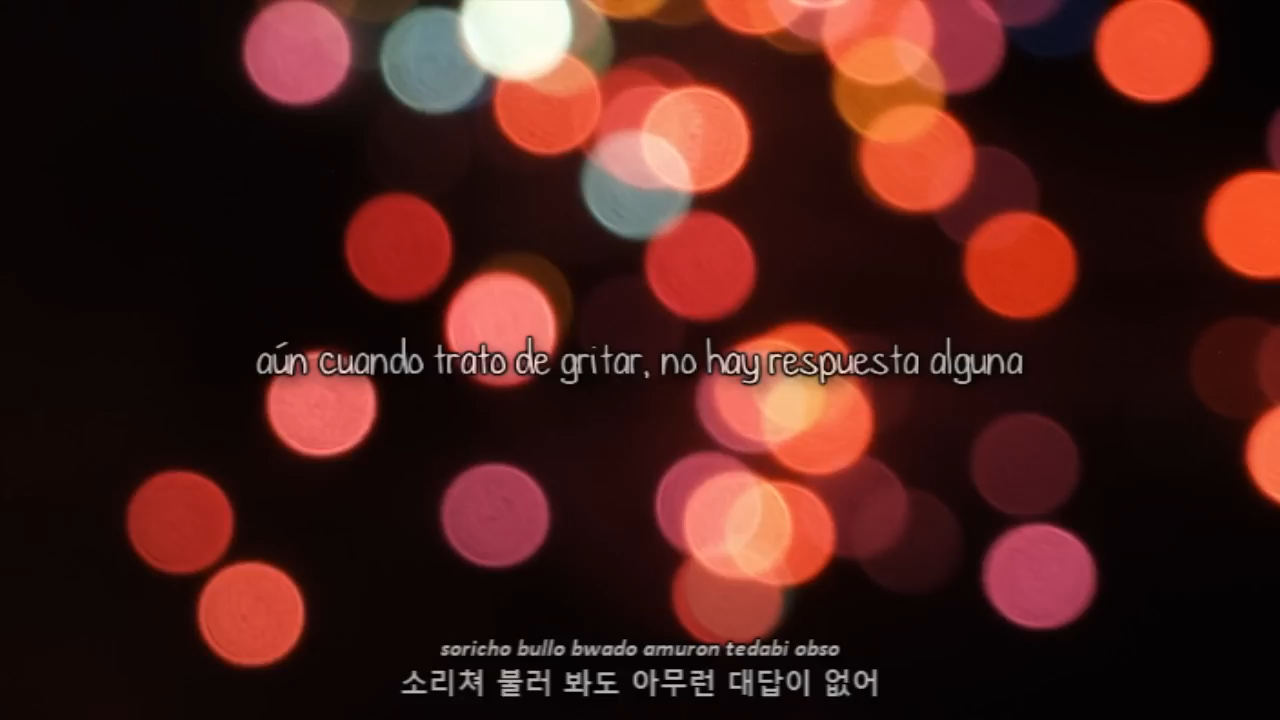 aún cuando trato de gritar, no hay respuesta alguna
soricho bullo bwado amuron tedabi obso
소리쳐 불러 봐도 아무런 대답이 없어